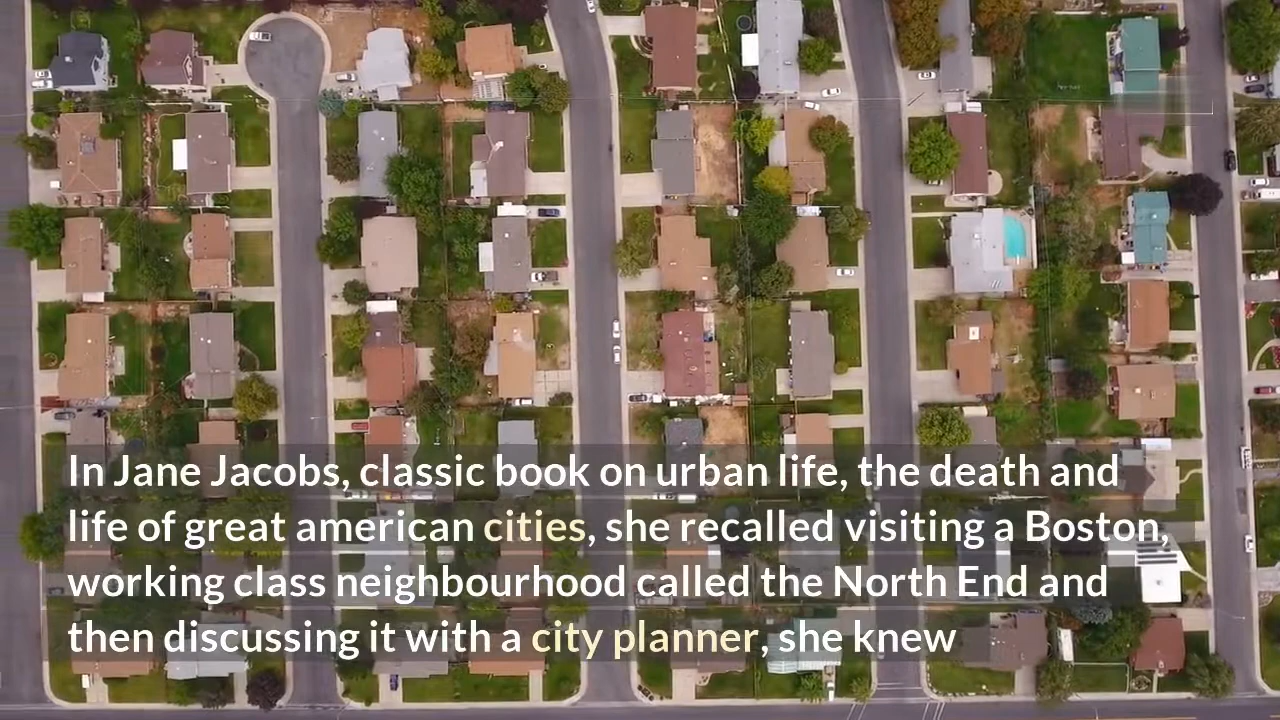 In Jane Jacobs, classic book on urban life, the death and
life of great american cities, she recalled visiting a Boston,
working class neighbourhood called the North End and
then discussing it with a city planner, she knew